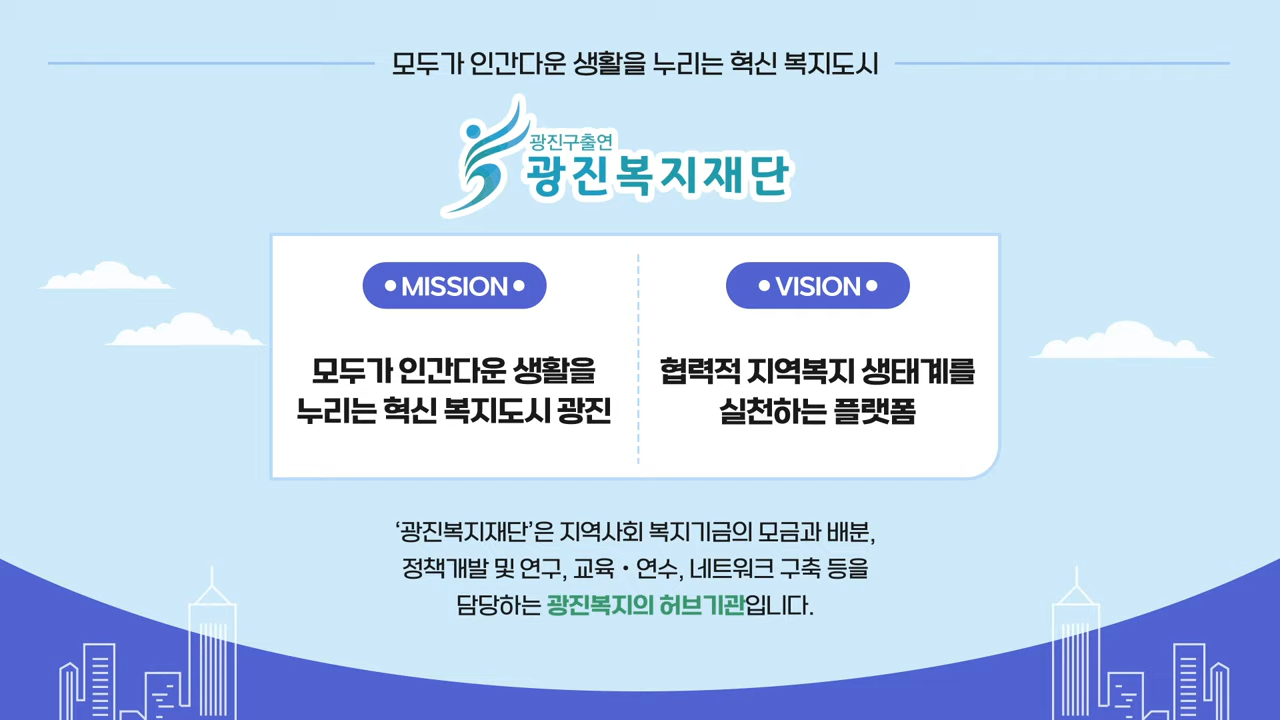 모두가 인간다운 생활을 누리는 혁신 복지도시
광진구출연
광진복지재단
MISSION
모두가 인간다운 생활을
누리는 혁신 복지도시 광진
VISION
협력적 지역복지 생태계를
실천하는 플랫폼
‘광진복지재단’은 지역사회 복지기금의 모금과 배분,
정책개발 및 연구, 교육・연수, 네트워크 구축 등을
담당하는 광진복지의 허브기관입니다.